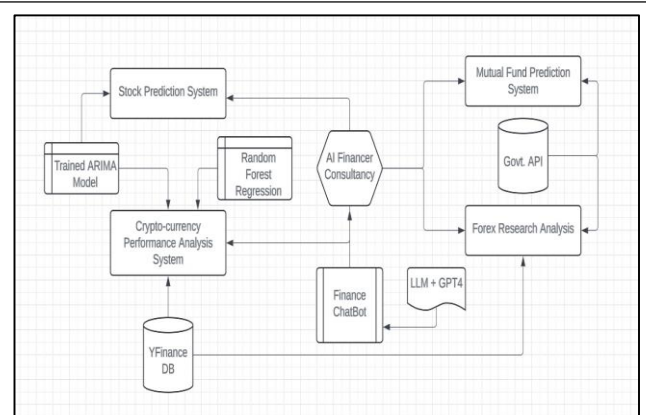 Stock Prediction System
Mutual Fund Prediction
System
Trained ARIMA
Model
Random
Forest
Regression
AI Financer
Consultancy
Govt. API
Crypto-currency
Performance Analysis
System
Forex Research Analysis
Finance
ChatBot
LLM + GPT4
YFinance
DB